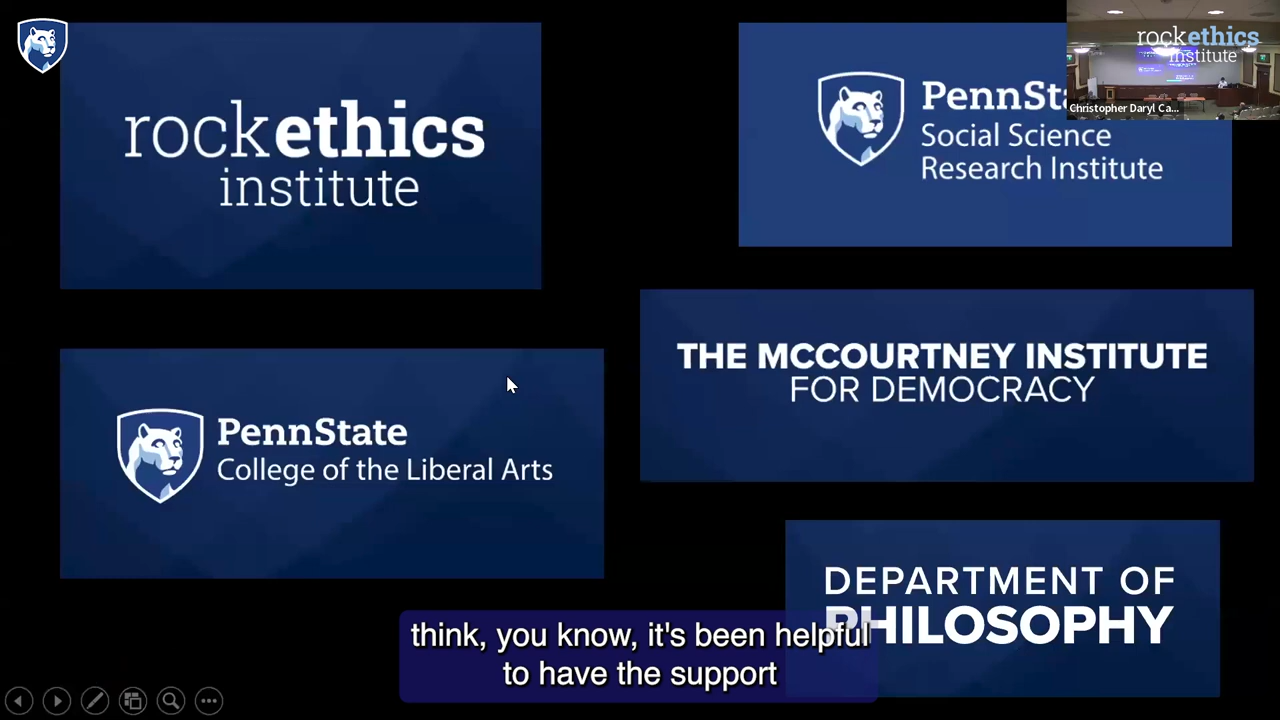 rockethics
institute
PennSta
Social Science
Research Institute
rockethics
institute
Christopher Daryl Ca...
THE MCCOURTNEY INSTITUTE
FOR DEMOCRACY
PennState
College of the Liberal Arts
DEPARTMENT OF
PHILOSOPHY
think, you know, it's been helpful
to have the support